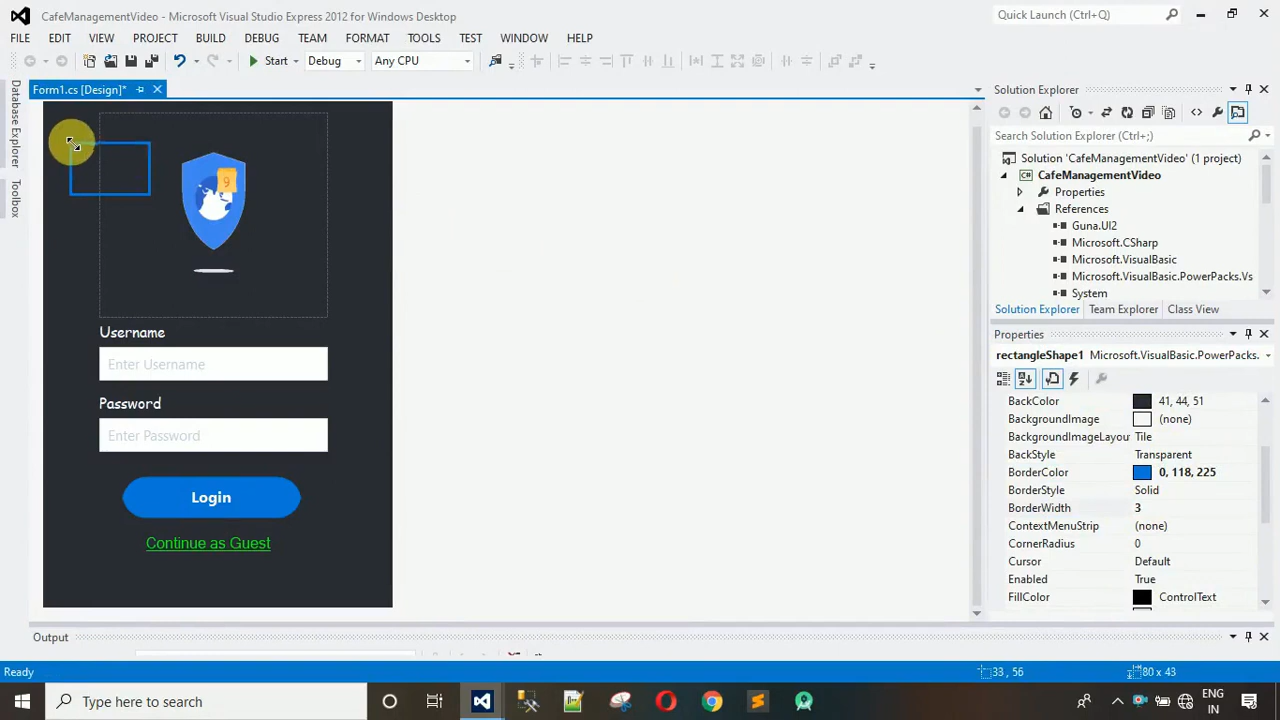 CafeManagementVideo - Microsoft Visual Studio Express 2012 for Windows Desktop
Quick Launch (Ctrl+Q)
FILE EDIT VIEW PROJECT BUILD DEBUG TEAM FORMAT TOOLS TEST WINDOW HELP
Start Debug Any CPU
Form1.cs [Design]*
Database Explorer
Toolbox
9
Username
Enter Username
Password
Enter Password
Login
Continue as Guest
Solution Explorer
Search Solution Explorer (Ctrl+;)
Solution 'CafeManagementVideo' (1 project)
C# CafeManagementVideo
Properties
References
Guna.UI2
Microsoft.CSharp
Microsoft.VisualBasic
Microsoft.VisualBasic.PowerPacks.Vs
System
Solution Explorer Team Explorer Class View
Properties
rectangleShape1 Microsoft.VisualBasic.PowerPacks.
BackColor 41, 44, 51
BackgroundImage (none)
BackgroundImageLayou Tile
BackStyle Transparent
BorderColor 0, 118, 225
BorderStyle Solid
BorderWidth 3
ContextMenuStrip (none)
CornerRadius 0
Cursor Default
Enabled True
FillColor ControlText
Output
Ready
33 , 56
80 x 43
Type here to search
ENG
IN